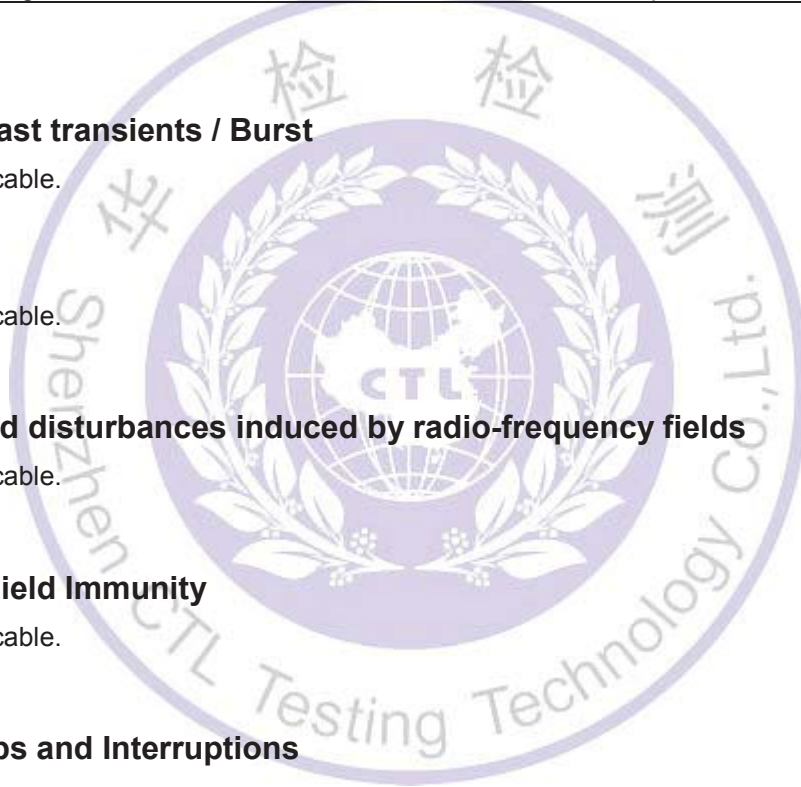 华 检 检 测
ast transients / Burst
cable.
cable.
CTL
d disturbances induced by radio-frequency fields
cable.
ield Immunity
cable.
ps and Interruptions
Shenzhen CTL Testing Technology Co., Ltd.